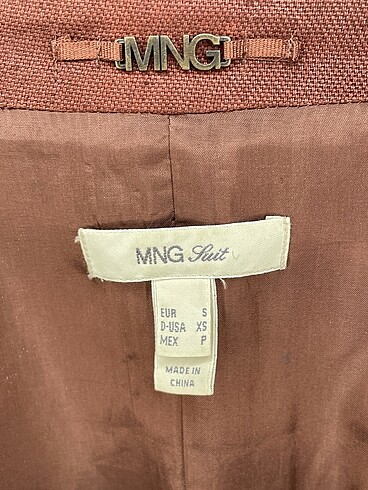 MNG
MNG Suit
EUR S
D-USA XS
MEX P
MADE IN
CHINA